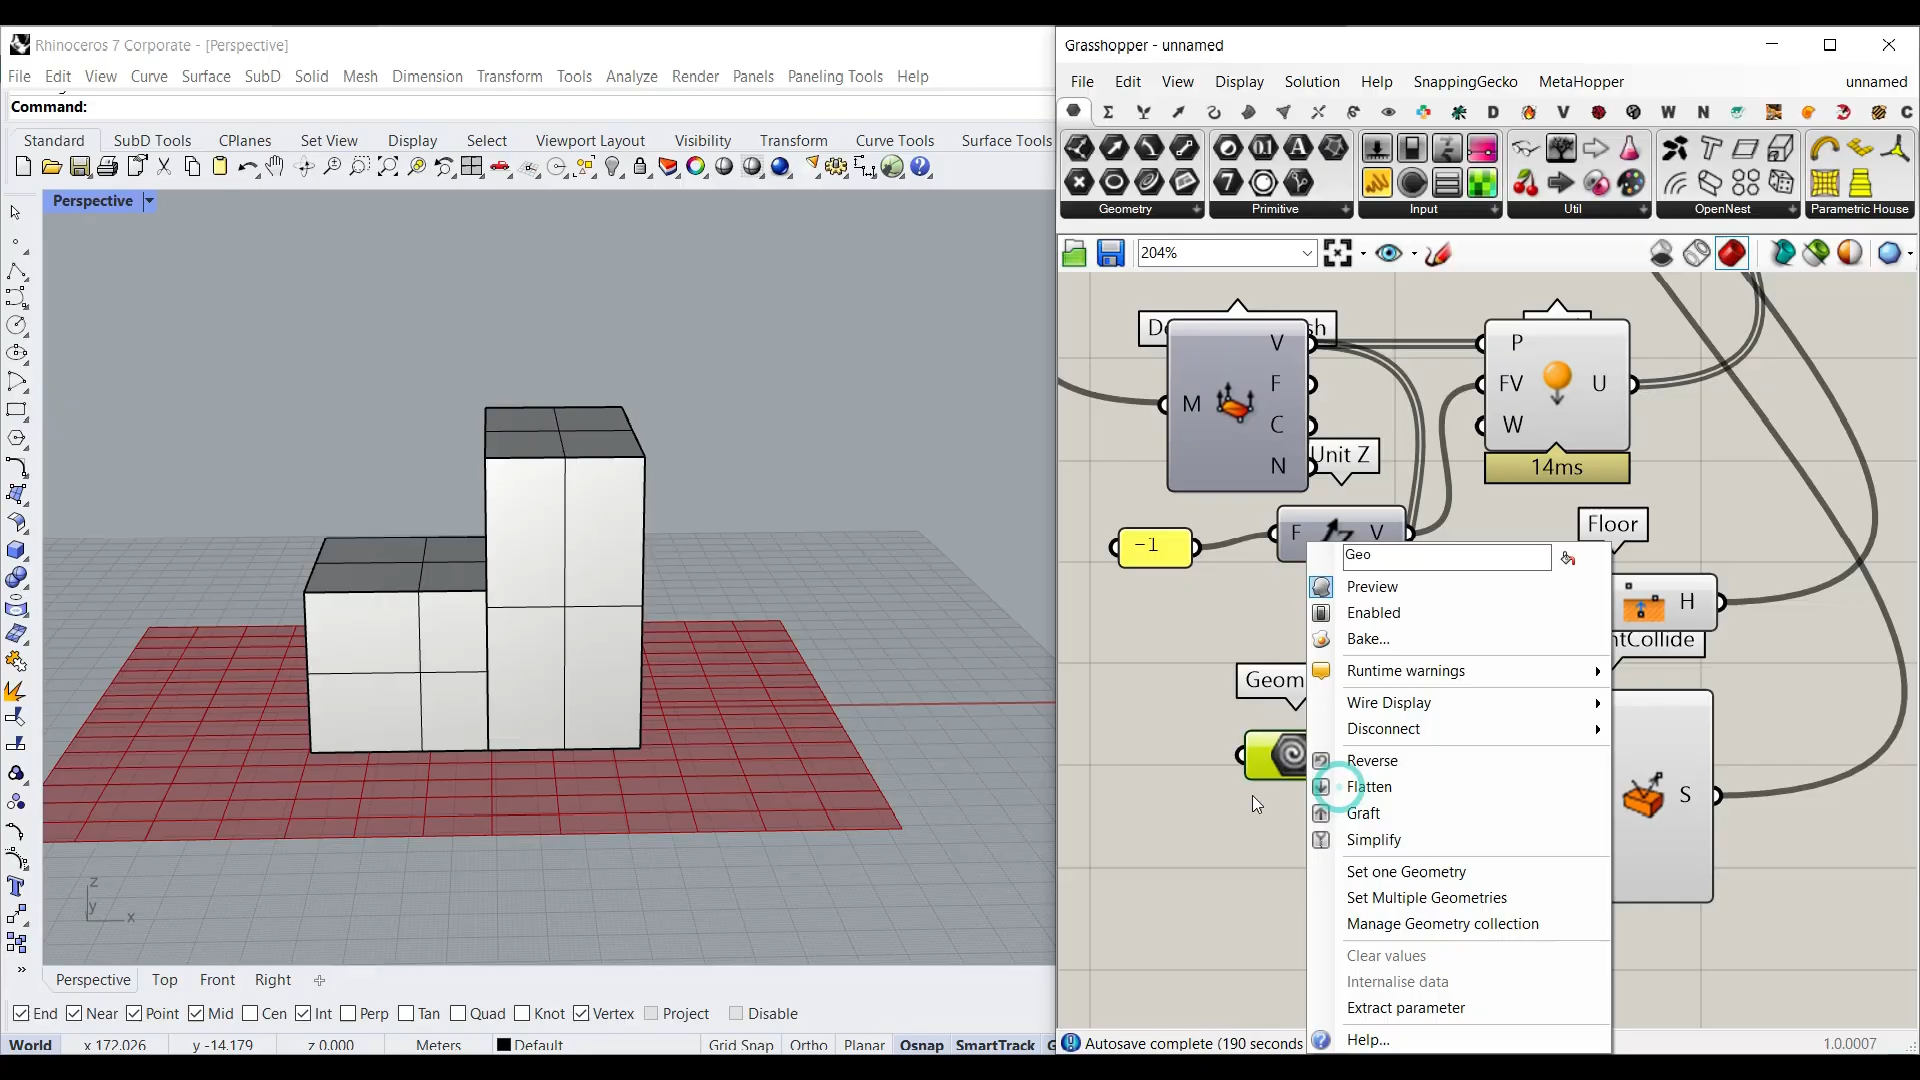 Rhinoceros 7 Corporate - [Perspective]
File Edit View Curve Surface SubD Solid Mesh Dimension Transform Tools Analyze Render Panels Paneling Tools Help
Command:
Standard SubD Tools CPlanes Set View Display Select Viewport Layout Visibility Transform Curve Tools Surface Tools
Perspective
z
y
x
Perspective Top Front Right
End Near Point Mid Cen Int Perp Tan Quad Knot Vertex Project Disable
World x 172.026 y -14.179 z 0.000 Meters Default Grid Snap Ortho Planar Osnap SmartTrack G
Grasshopper - unnamed
File Edit View Display Solution Help SnappingGecko MetaHopper unnamed
D V W N C
Geometry Primitive Input Util OpenNest Parametric House
204%
V
F
C
N
M
P
FV
W
U
14ms
Unit Z
-1
F V
Floor
H
ntCollide
S
Geom
Geo
Preview
Enabled
Bake...
Runtime warnings
Wire Display
Disconnect
Reverse
Flatten
Graft
Simplify
Set one Geometry
Set Multiple Geometries
Manage Geometry collection
Clear values
Internalise data
Extract parameter
Help...
Autosave complete (190 seconds
1.0.0007